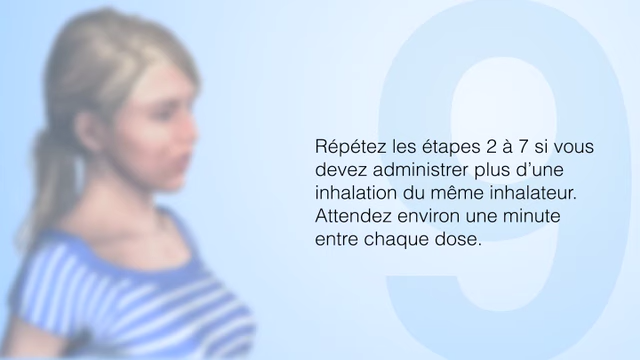 9
Répétez les étapes 2 à 7 si vous
devez administrer plus d’une
inhalation du même inhalateur.
Attendez environ une minute
entre chaque dose.